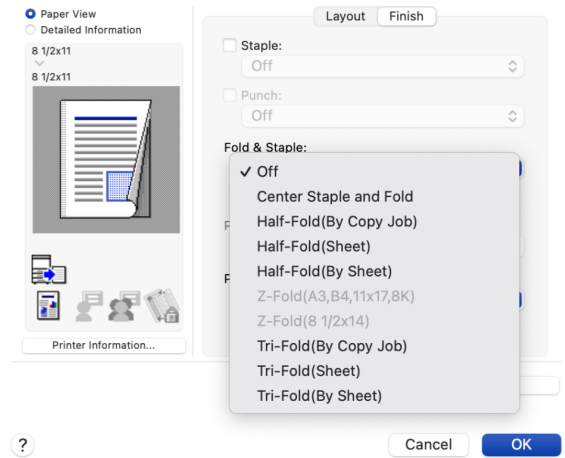 Paper View
Detailed Information
8 1/2x11
8 1/2x11
Printer Information...
Layout Finish
Staple:
Off
Punch:
Off
Fold & Staple:
✓ Off
Center Staple and Fold
Half-Fold(By Copy Job)
Half-Fold(Sheet)
Half-Fold(By Sheet)
Z-Fold(A3,B4,11x17,8K)
Z-Fold(8 1/2x14)
Tri-Fold(By Copy Job)
Tri-Fold(Sheet)
Tri-Fold(By Sheet)
?
Cancel OK